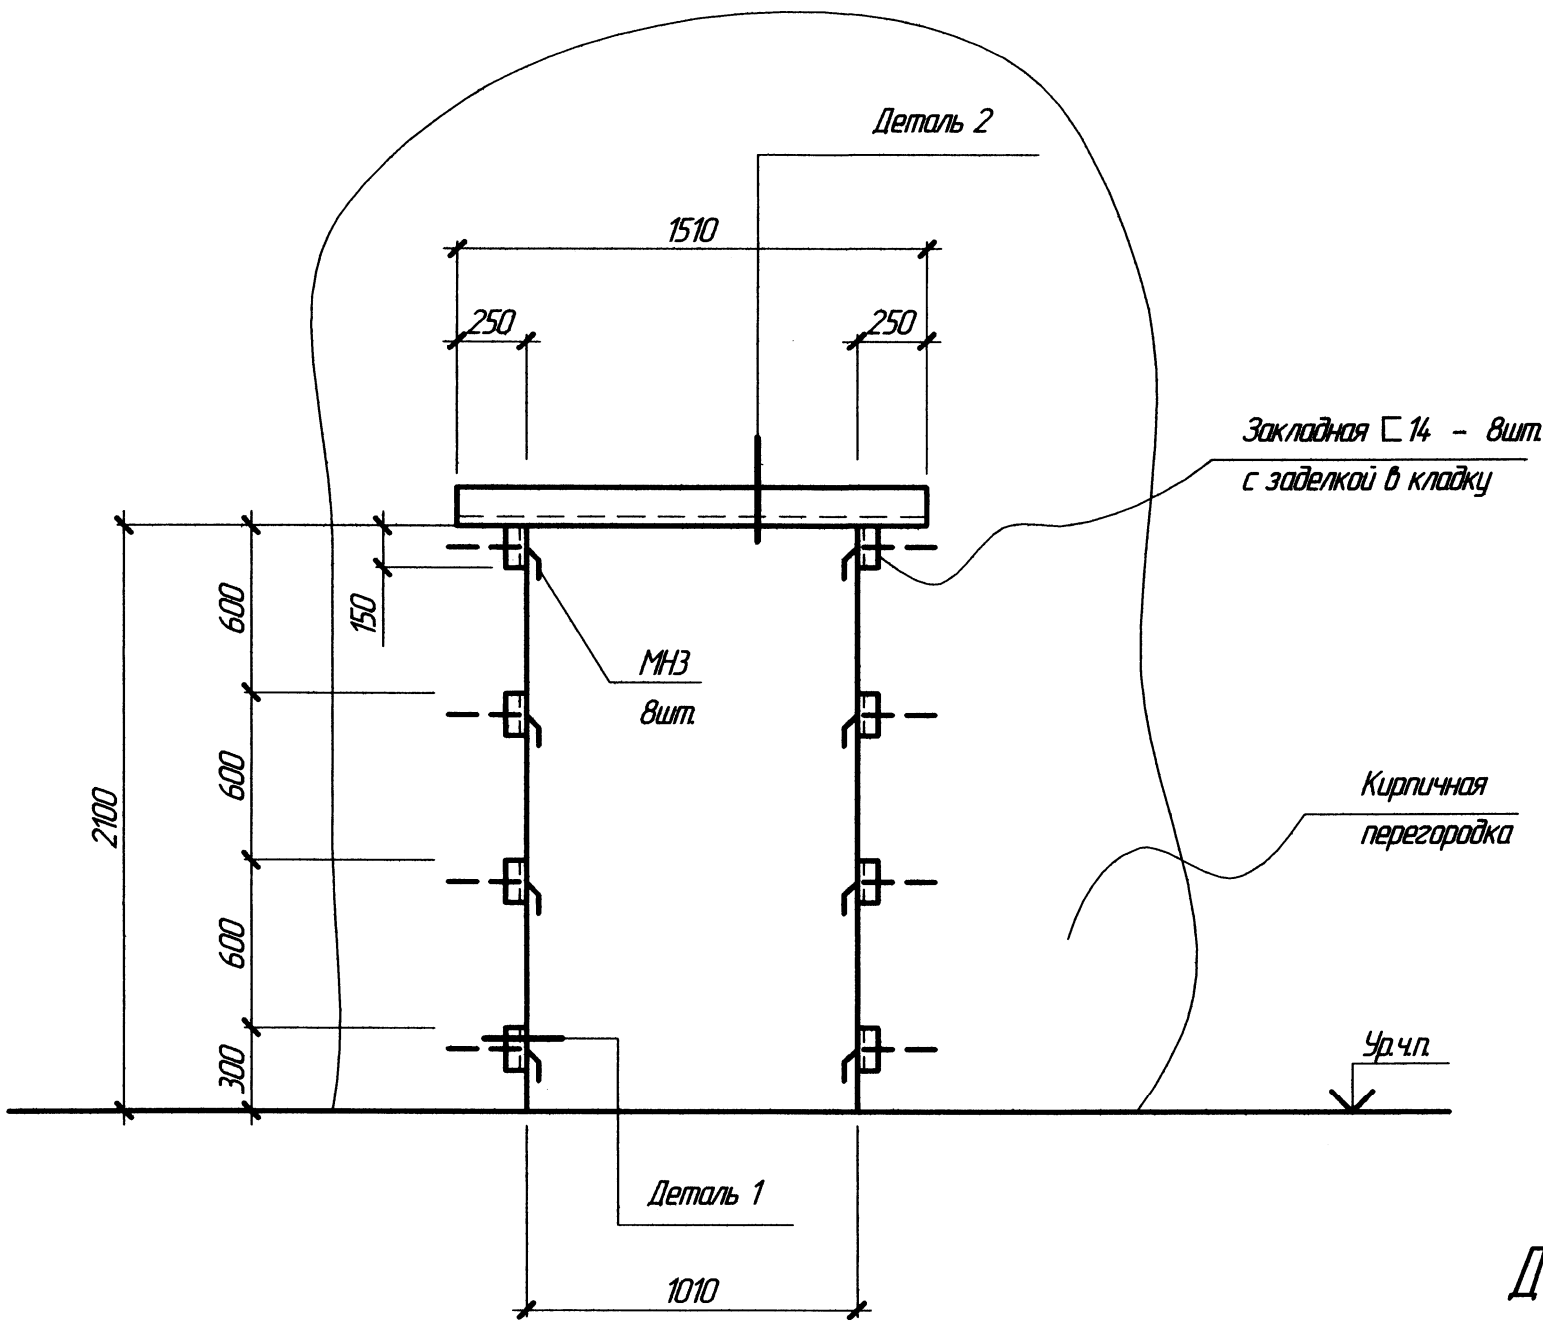 Деталь 2
1510
250
250
Закладная ⊏ 14 - 8шт.
с заделкой в кладку
600
150
МН3
8шт.
600
2100
Кирпичная
перегородка
600
300
Ур.ч.п.
Деталь 1
1010
Д